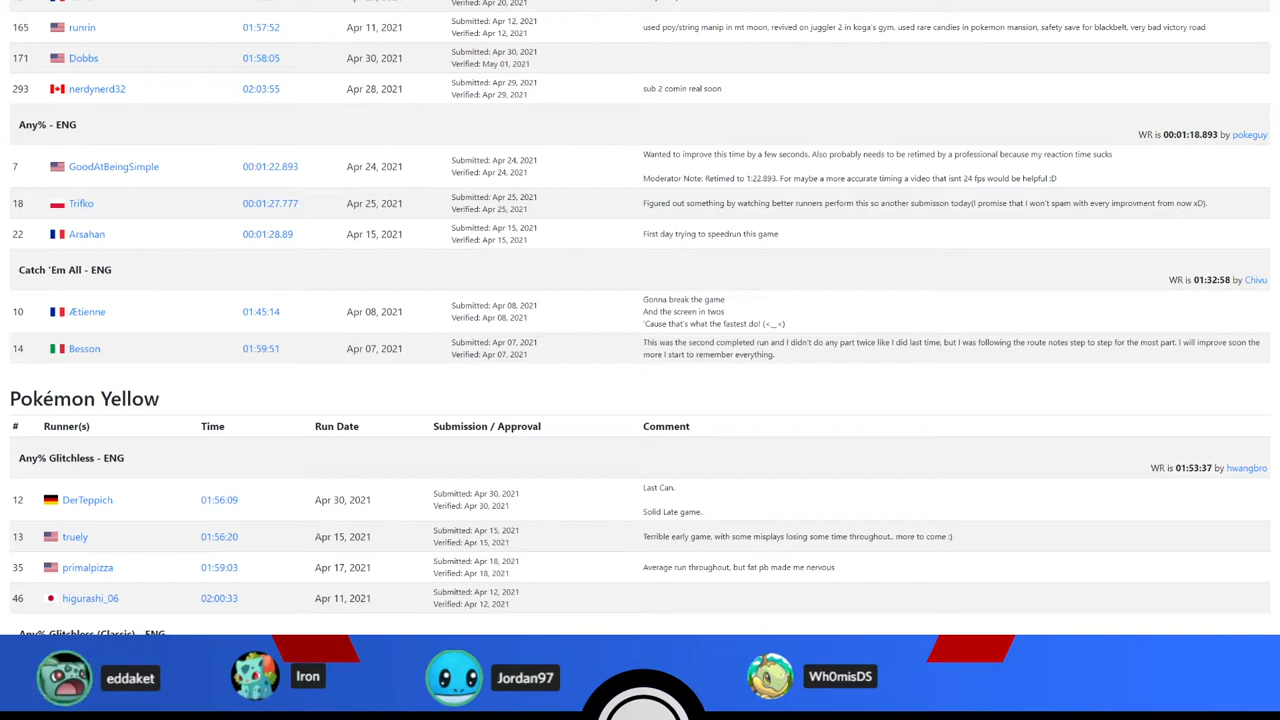 165 runrin 01:57:52 Apr 11, 2021 Submitted: Apr 12, 2021 Verified: Apr 12, 2021 used poy/string manip in mt moon, revived on juggler 2 in koga's gym, used rare candies in pokemon mansion, safety save for blackbelt, very bad victory road
171 Dobbs 01:58:05 Apr 30, 2021 Submitted: Apr 30, 2021 Verified: May 01, 2021
293 nerdynerd32 02:03:55 Apr 28, 2021 Submitted: Apr 29, 2021 Verified: Apr 29, 2021 sub 2 comin real soon
Any% - ENG
WR is 00:01:18.893 by pokeguy
7 GoodAtBeingSimple 00:01:22.893 Apr 24, 2021 Submitted: Apr 24, 2021 Verified: Apr 24, 2021 Wanted to improve this time by a few seconds. Also probably needs to be retimed by a professional because my reaction time sucks
Moderator Note: Retimed to 1:22.893. For maybe a more accurate timing a video that isnt 24 fps would be helpful :D
18 Trifko 00:01:27.777 Apr 25, 2021 Submitted: Apr 25, 2021 Verified: Apr 25, 2021 Figured out something by watching better runners perform this so another submisson today(I promise that I won't spam with every improvment from now xD).
22 Arsahan 00:01:28.89 Apr 15, 2021 Submitted: Apr 15, 2021 Verified: Apr 15, 2021 First day trying to speedrun this game
Catch 'Em All - ENG
WR is 01:32:58 by Chivu
10 Ætienne 01:45:14 Apr 08, 2021 Submitted: Apr 08, 2021 Verified: Apr 08, 2021 Gonna break the game
And the screen in twos
'Cause that's what the fastest do! (<_<)
14 Besson 01:59:51 Apr 07, 2021 Submitted: Apr 07, 2021 Verified: Apr 07, 2021 This was the second completed run and I didn't do any part twice like I did last time, but I was following the route notes step to step for the most part. I will improve soon the
more I start to remember everything.
Pokémon Yellow
# Runner(s) Time Run Date Submission / Approval Comment
Any% Glitchless - ENG
WR is 01:53:37 by hwangbro
12 DerTeppich 01:56:09 Apr 30, 2021 Submitted: Apr 30, 2021 Verified: Apr 30, 2021 Last Can.
Solid Late game.
13 truely 01:56:20 Apr 15, 2021 Submitted: Apr 15, 2021 Verified: Apr 15, 2021 Terrible early game, with some misplays losing some time throughout.. more to come :)
35 primalpizza 01:59:03 Apr 17, 2021 Submitted: Apr 18, 2021 Verified: Apr 18, 2021 Average run throughout, but fat pb made me nervous
46 higurashi_06 02:00:33 Apr 11, 2021 Submitted: Apr 12, 2021 Verified: Apr 12, 2021
Any% Glitchless (Classic) - ENG
eddaket Iron Jordan97 Wh0misDS